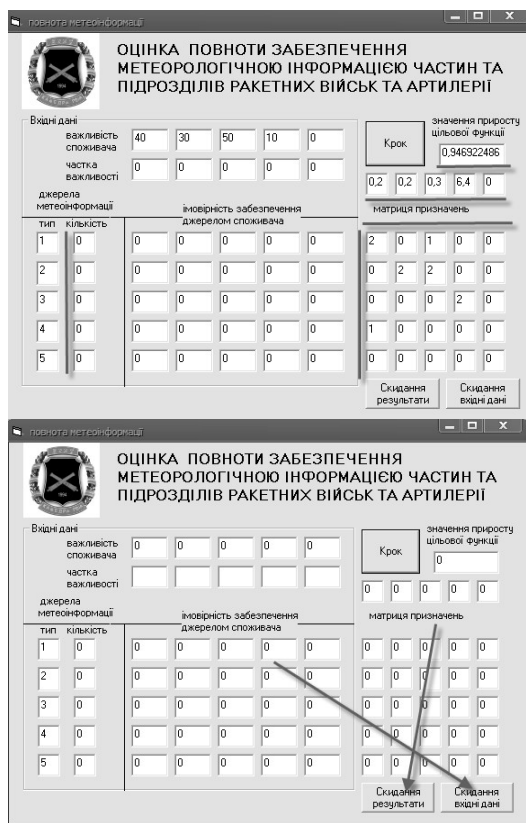 повнота метеоінформації
ОЦІНКА ПОВНОТИ ЗАБЕЗПЕЧЕННЯ
МЕТЕОРОЛОГІЧНОЮ ІНФОРМАЦІЄЮ ЧАСТИН ТА
ПІДРОЗДІЛІВ РАКЕТНИХ ВІЙСЬК ТА АРТИЛЕРІЇ
Вхідні дані
важливість споживача 40 30 50 10 0
частка важливості 0 0 0 0 0
Крок
значення приросту
цільової функції
0,946922486
0,2 0,2 0,3 6,4 0
джерела
метеоінформації
імовірність забезпечення
джерелом споживача
матриця призначень
тип кількість
1 0 0 0 0 0 0 2 0 1 0 0
2 0 0 0 0 0 0 0 2 2 0 0
3 0 0 0 0 0 0 0 0 0 2 0
4 0 0 0 0 0 0 1 0 0 0 0
5 0 0 0 0 0 0 0 0 0 0 0
Скидання
результати
Скидання
вхідні дані
повнота метеоінформації
ОЦІНКА ПОВНОТИ ЗАБЕЗПЕЧЕННЯ
МЕТЕОРОЛОГІЧНОЮ ІНФОРМАЦІЄЮ ЧАСТИН ТА
ПІДРОЗДІЛІВ РАКЕТНИХ ВІЙСЬК ТА АРТИЛЕРІЇ
Вхідні дані
важливість споживача 0 0 0 0 0
частка важливості
Крок
значення приросту
цільової функції
0
0 0 0 0 0
джерела
метеоінформації
імовірність забезпечення
джерелом споживача
матриця призначень
тип кількість
1 0 0 0 0 0 0 0 0 0 0 0
2 0 0 0 0 0 0 0 0 0 0 0
3 0 0 0 0 0 0 0 0 0 0 0
4 0 0 0 0 0 0 0 0 0 0 0
5 0 0 0 0 0 0 0 0 0 0 0
Скидання
результати
Скидання
вхідні дані